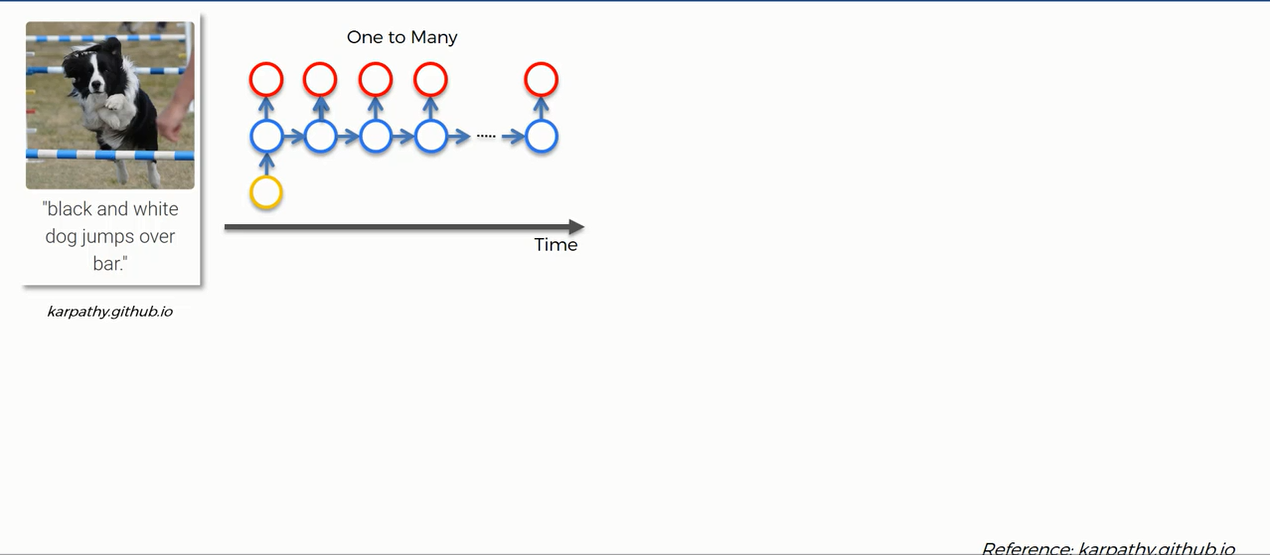 One to Many
"black and white
dog jumps over
bar."
Time
karpathy.github.io
Reference: karpathy.github.io